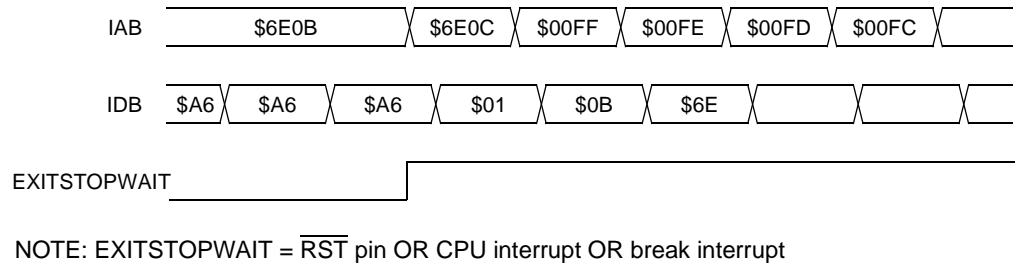 IAB $6E0B $6E0C $00FF $00FE $00FD $00FC
IDB $A6 $A6 $A6 $01 $0B $6E
EXITSTOPWAIT
NOTE: EXITSTOPWAIT = RST pin OR CPU interrupt OR break interrupt